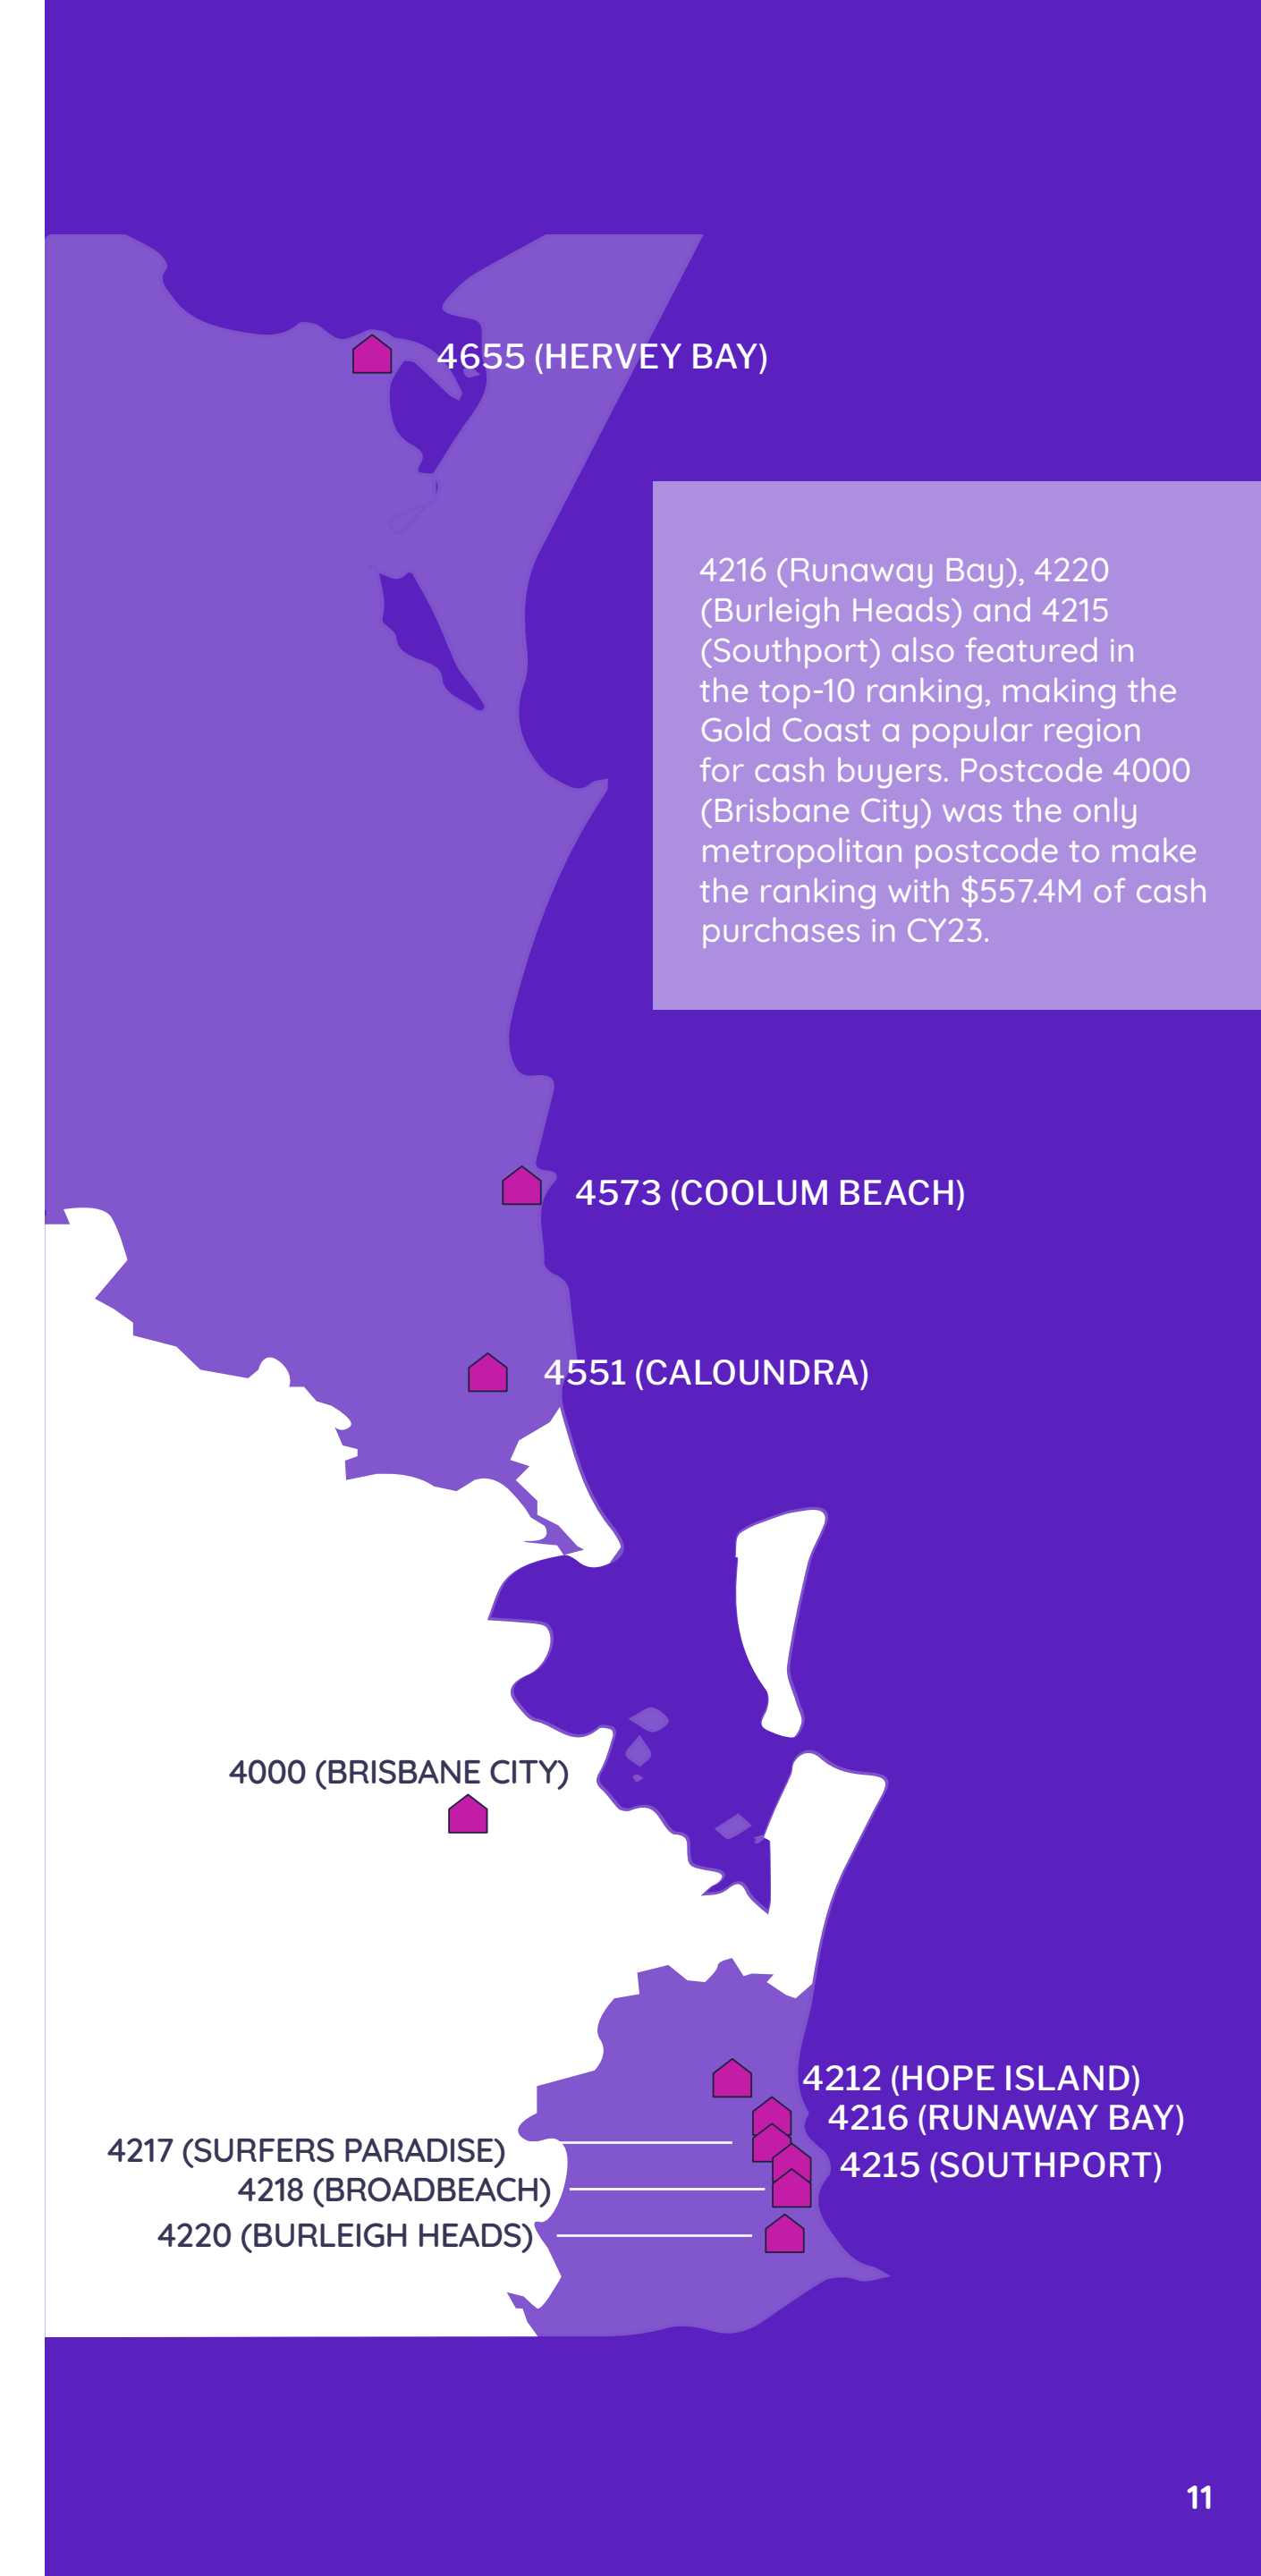 4655 (HERVEY BAY)
4216 (Runaway Bay), 4220
(Burleigh Heads) and 4215
(Southport) also featured in
the top-10 ranking, making the
Gold Coast a popular region
for cash buyers. Postcode 4000
(Brisbane City) was the only
metropolitan postcode to make
the ranking with $557.4M of cash
purchases in CY23.
4573 (COOLUM BEACH)
4551 (CALOUNDRA)
4000 (BRISBANE CITY)
4212 (HOPE ISLAND)
4216 (RUNAWAY BAY)
4217 (SURFERS PARADISE)
4215 (SOUTHPORT)
4218 (BROADBEACH)
4220 (BURLEIGH HEADS)
11